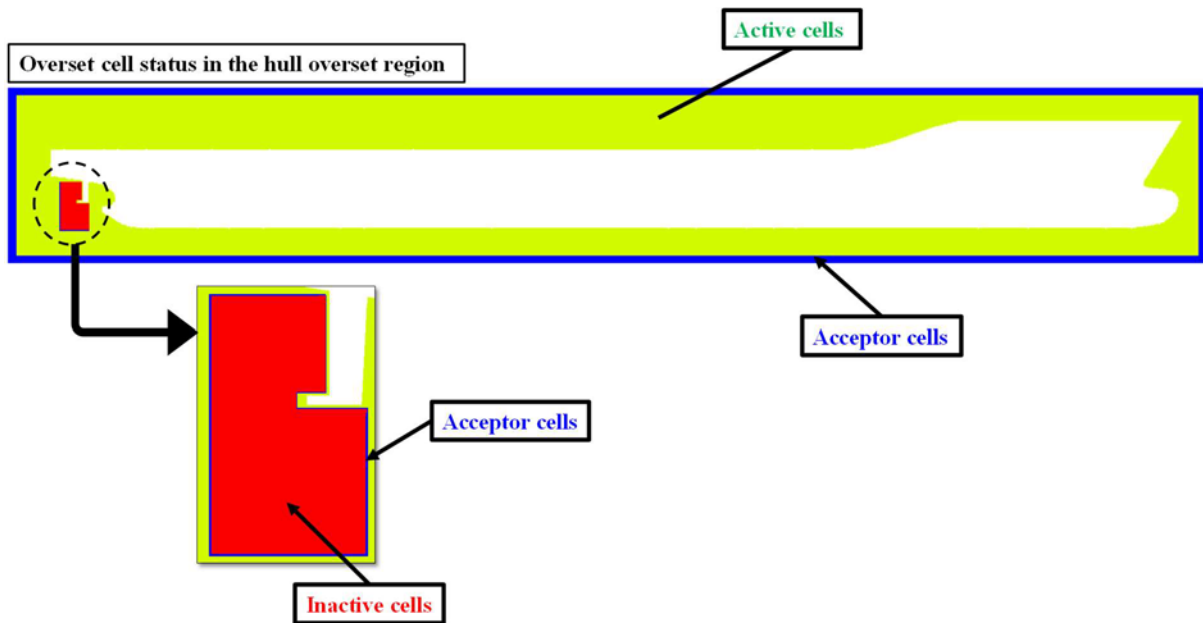 Active cells
Overset cell status in the hull overset region
Acceptor cells
Acceptor cells
Inactive cells